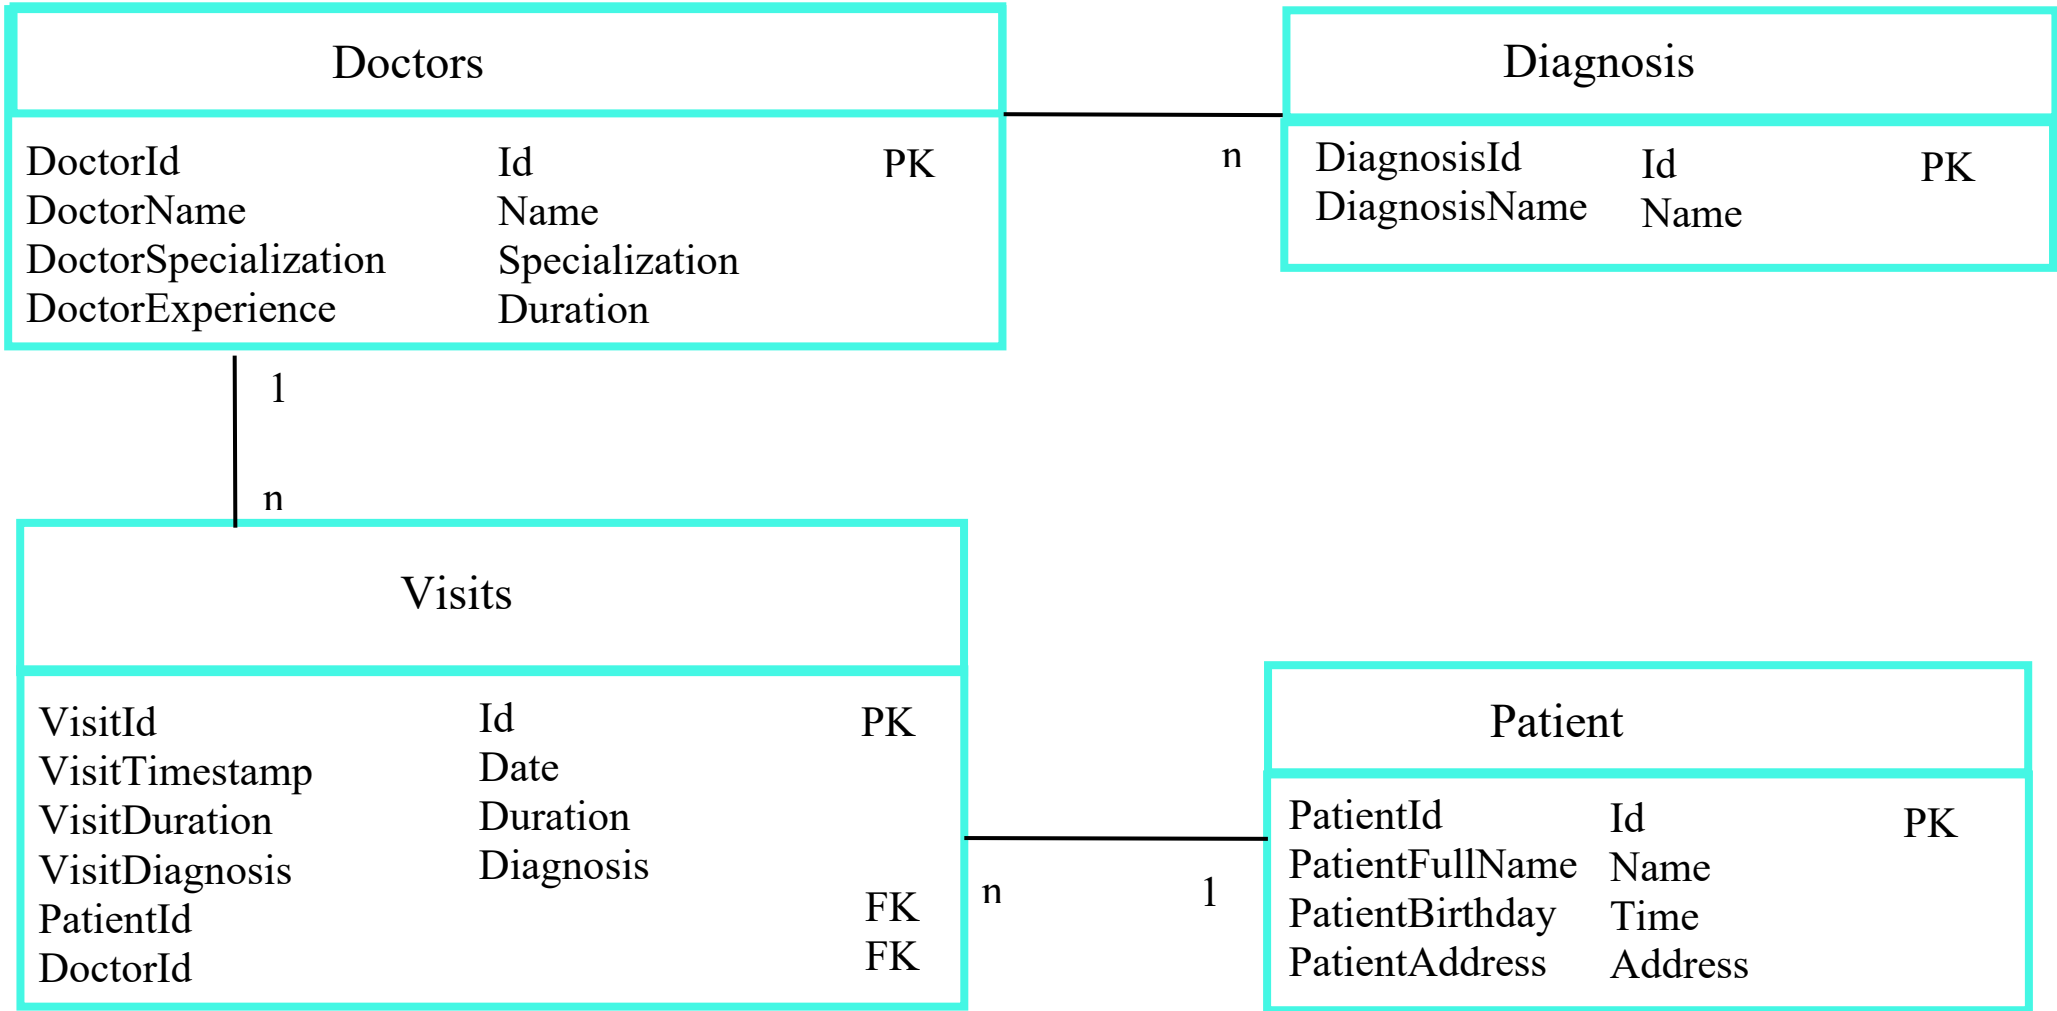 Doctors
DoctorId Id PK
DoctorName Name
DoctorSpecialization Specialization
DoctorExperience Duration
n
Diagnosis
DiagnosisId Id PK
DiagnosisName Name
1
n
Visits
VisitId Id PK
VisitTimestamp Date
VisitDuration Duration
VisitDiagnosis Diagnosis
PatientId FK
DoctorId FK
n 1
Patient
PatientId Id PK
PatientFullName Name
PatientBirthday Time
PatientAddress Address